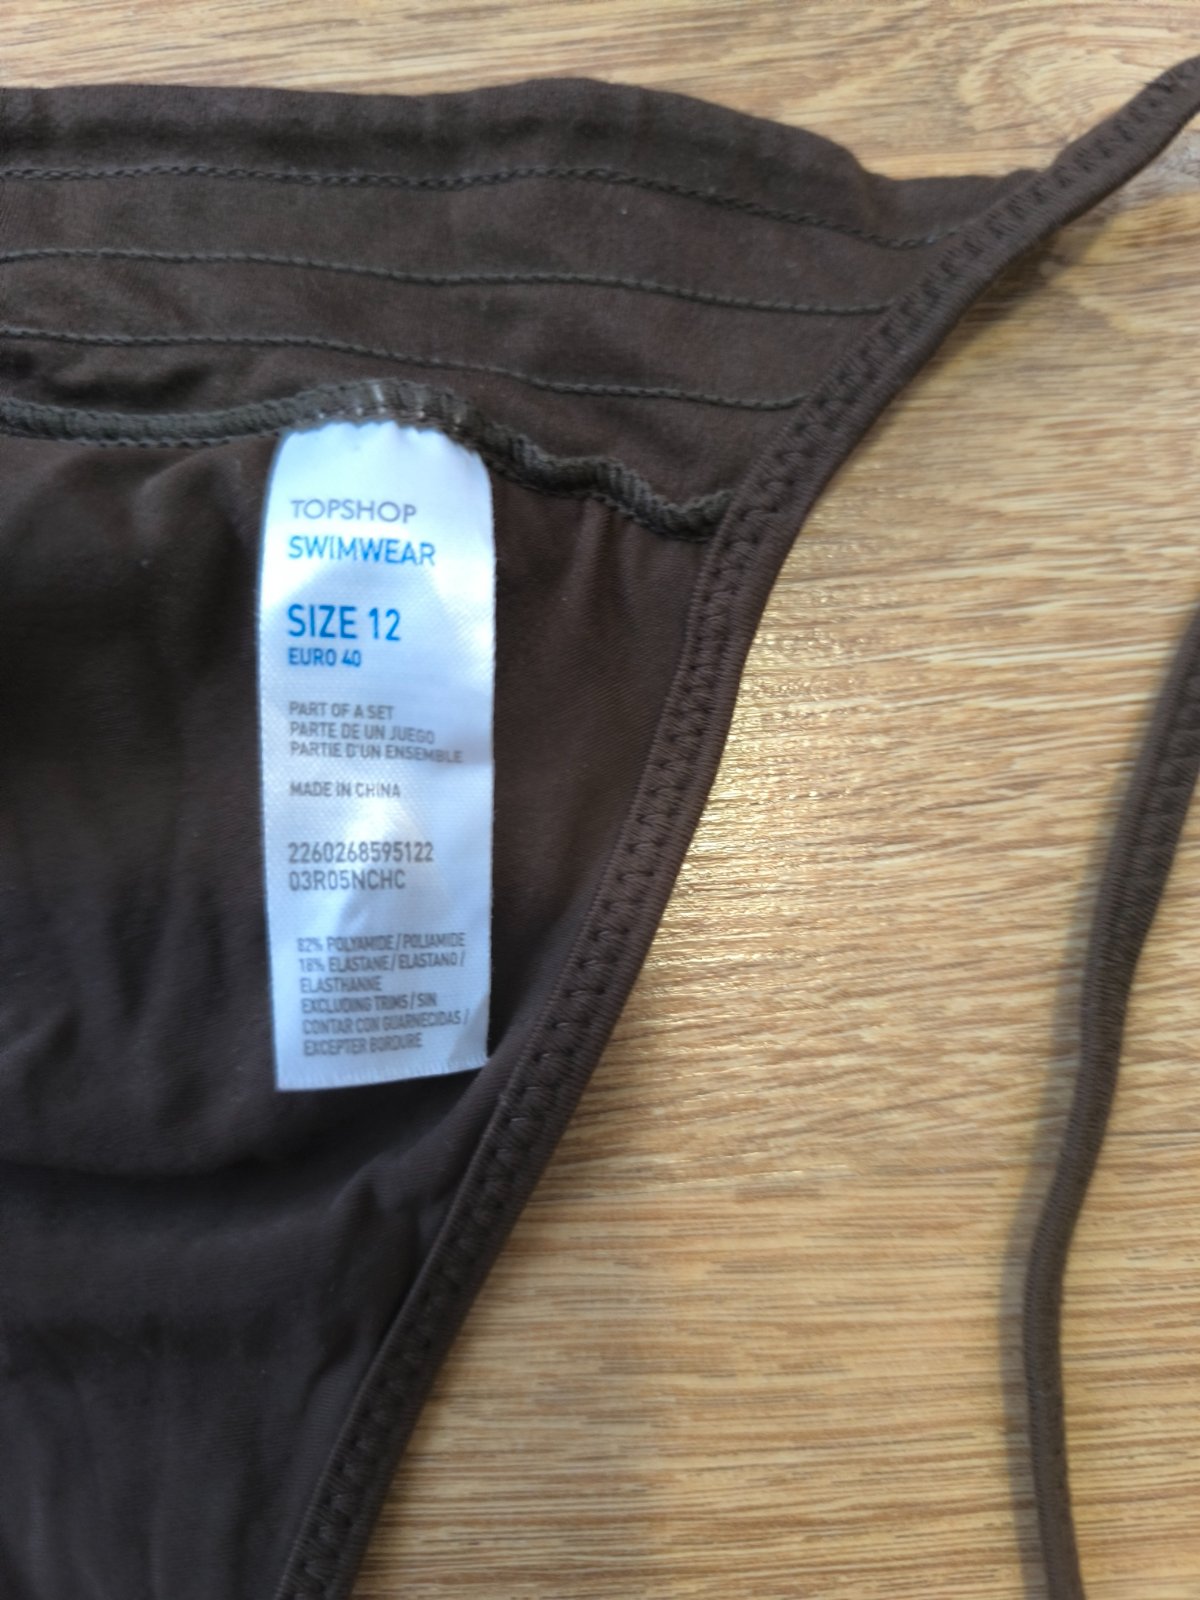 TOPSHOP
SWIMWEAR
SIZE 12
EURO 40
PART OF A SET
PARTE DE UN JUEGO
PARTIE D'UN ENSEMBLE
MADE IN CHINA
2260268595122
03R05NCHC
82% POLYAMIDE/POLIAMIDE
18% ELASTANE/ELASTANO/
ELASTHANNE
EXCLUDING TRIMS/SIN
CONTAR CON GUARNECIDAS/
EXCEPTER BORDURE